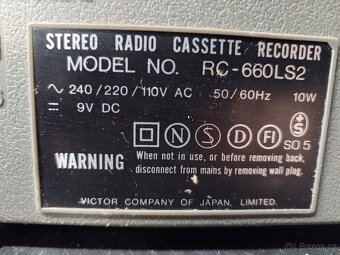 STEREO RADIO CASSETTE RECORDER
MODEL NO. RC-660LS2
240/220/110V AC 50/60Hz 10W
9V DC
N S D FI S
SO 5
WARNING When not in use, or before removing back, disconnect from mains by removing wall plug.
VICTOR COMPANY OF JAPAN, LIMITED.